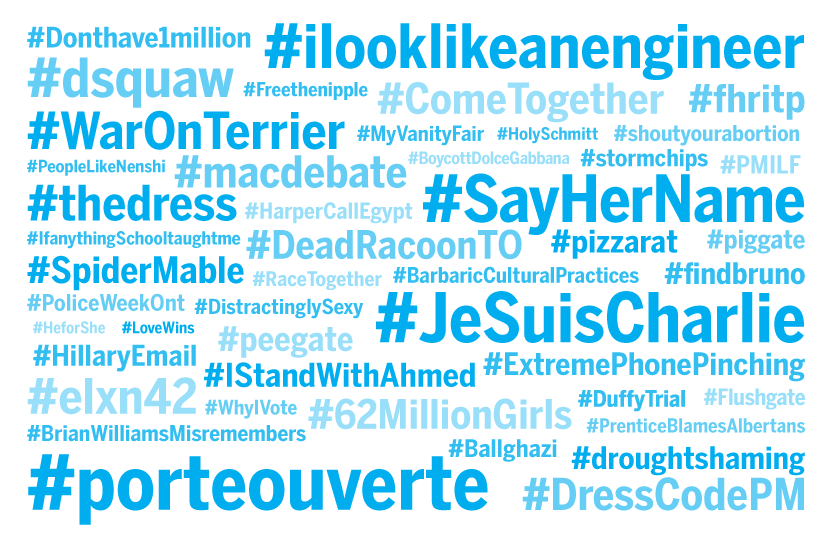 #Donthave1million #ilooklikeanengineer
#dsquaw #Freethenipple #ComeTogether #fhritp
#WarOnTerrier #MyVanityFair #HolySchmitt #shoutyourabortion
#PeopleLikeNenshi #macdebate #BoycottDolceGabbana #stormchips #PMILF
#thedress #HarperCallEgypt #SayHerName
#IfanythingSchooltaughtme #DeadRacoonTO #pizzarat #piggate
#SpiderMable #RaceTogether #BarbaricCulturalPractices #findbruno
#PoliceWeekOnt #DistractinglySexy #JeSuisCharlie
#HeforShe #LoveWins #peegate
#HillaryEmail #IStandWithAhmed #ExtremePhonePinching
#elxn42 #WhyIVote #62MillionGirls #DuffyTrial #Flushgate
#BrianWilliamsMisremembers #PrenticeBlamesAlbertans
#porteouverte #Ballghazi #droughtshaming
#DressCodePM